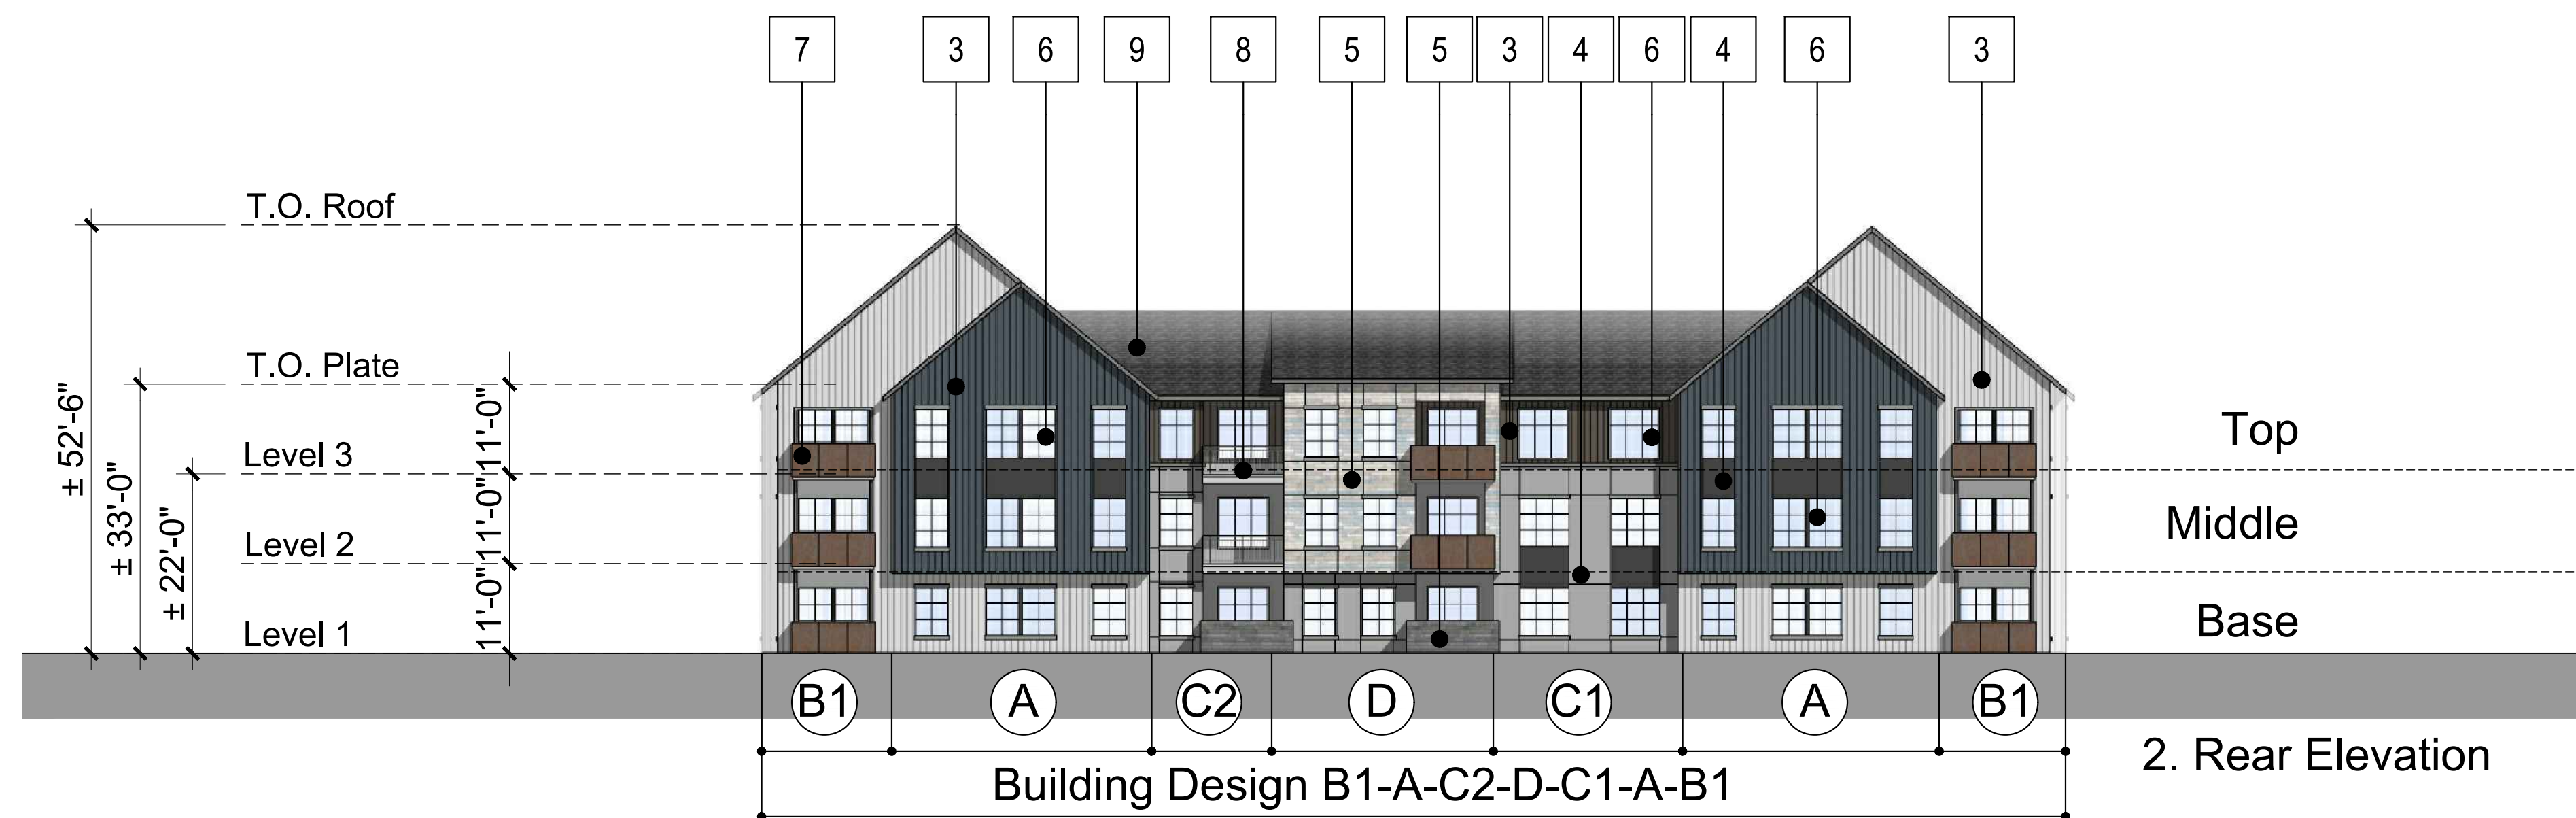 7 3 6 9 8 5 5 3 4 6 4 6 3
T.O. Roof
T.O. Plate
Level 3
Level 2
Level 1
± 52'-6"
± 33'-0"
± 22'-0"
11'-0"
11'-0"
11'-0"
Top
Middle
Base
B1 A C2 D C1 A B1
2. Rear Elevation
Building Design B1-A-C2-D-C1-A-B1